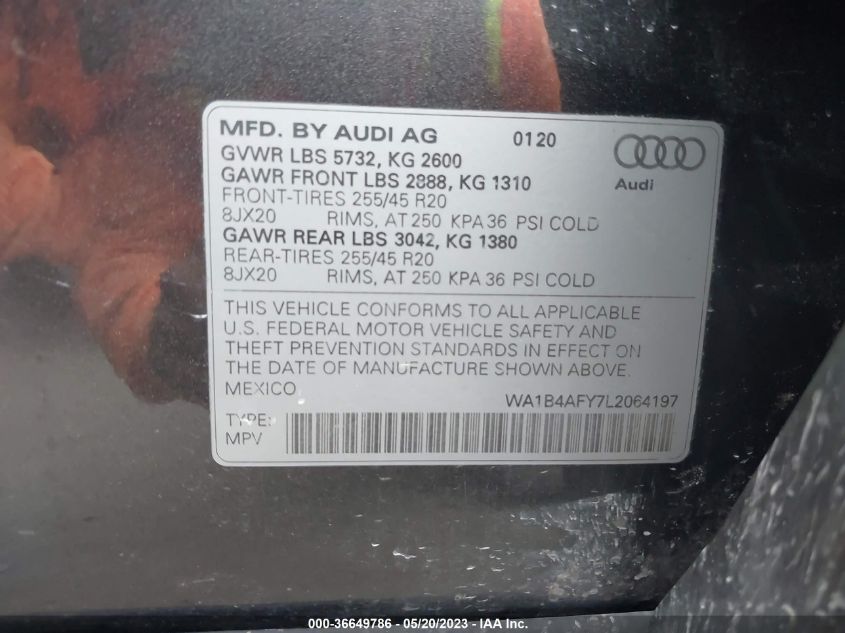 MFD. BY AUDI AG 0120
GVWR LBS 5732, KG 2600
GAWR FRONT LBS 2888, KG 1310
FRONT-TIRES 255/45 R20
8JX20 RIMS, AT 250 KPA 36 PSI COLD
GAWR REAR LBS 3042, KG 1380
REAR-TIRES 255/45 R20
8JX20 RIMS, AT 250 KPA 36 PSI COLD
Audi
THIS VEHICLE CONFORMS TO ALL APPLICABLE
U.S. FEDERAL MOTOR VEHICLE SAFETY AND
THEFT PREVENTION STANDARDS IN EFFECT ON
THE DATE OF MANUFACTURE SHOWN ABOVE.
MEXICO
WA1B4AFY7L2064197
TYPE:
MPV
000-36649786 - 05/20/2023 - IAA Inc.